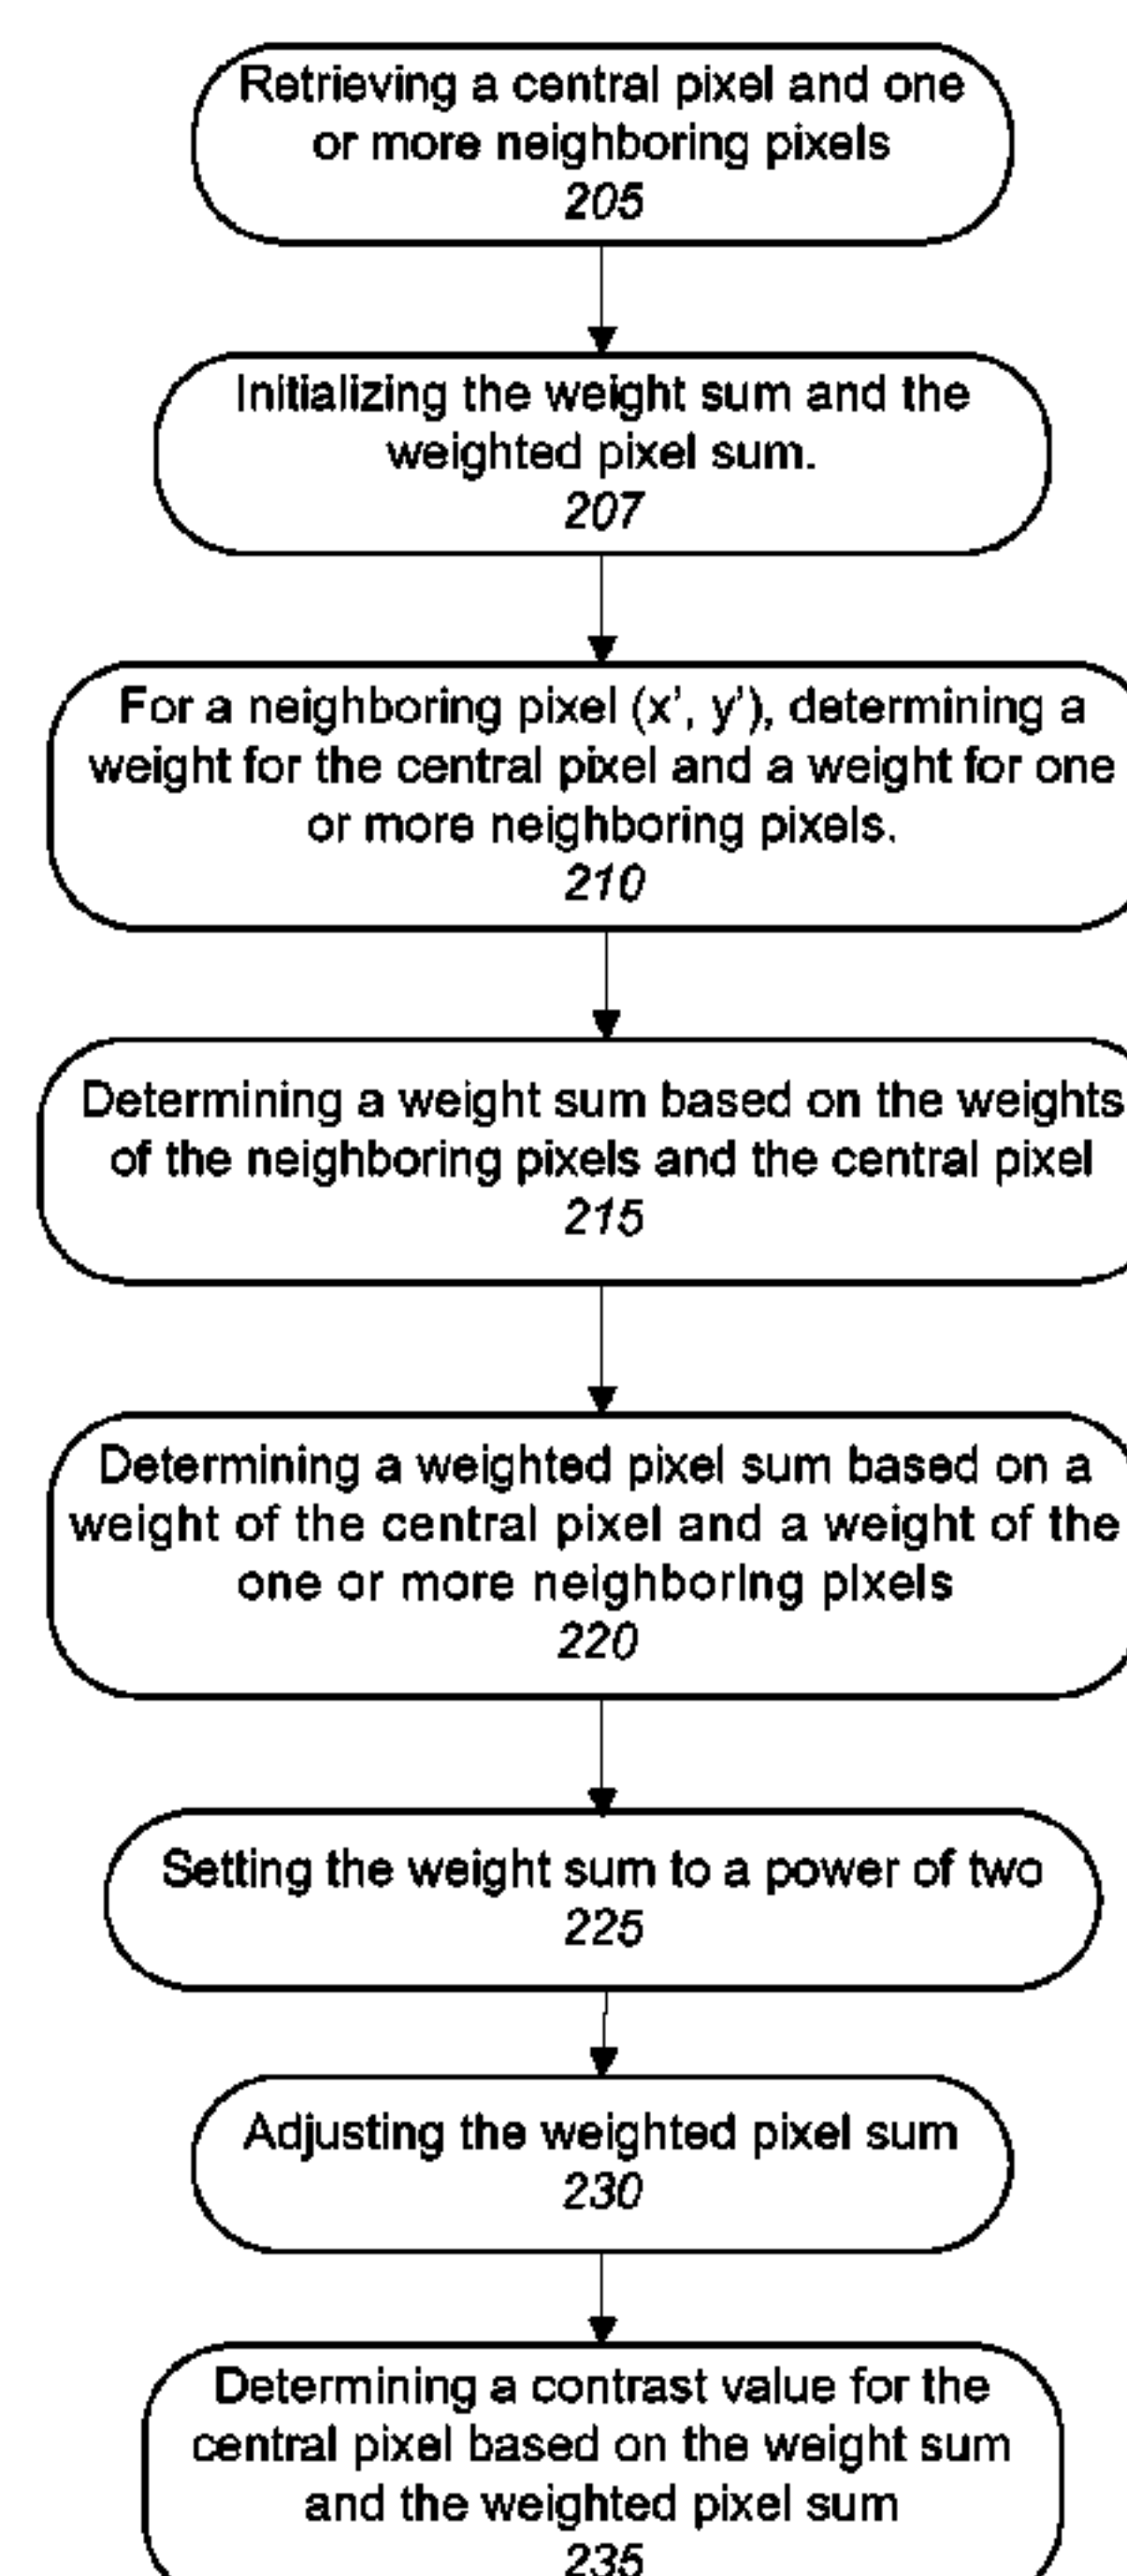 Retrieving a central pixel and one
or more neighboring pixels
205
Initializing the weight sum and the
weighted pixel sum.
207
For a neighboring pixel (x', y'), determining a
weight for the central pixel and a weight for one
or more neighboring pixels.
210
Determining a weight sum based on the weights
of the neighboring pixels and the central pixel
215
Determining a weighted pixel sum based on a
weight of the central pixel and a weight of the
one or more neighboring pixels
220
Setting the weight sum to a power of two
225
Adjusting the weighted pixel sum
230
Determining a contrast value for the
central pixel based on the weight sum
and the weighted pixel sum
235